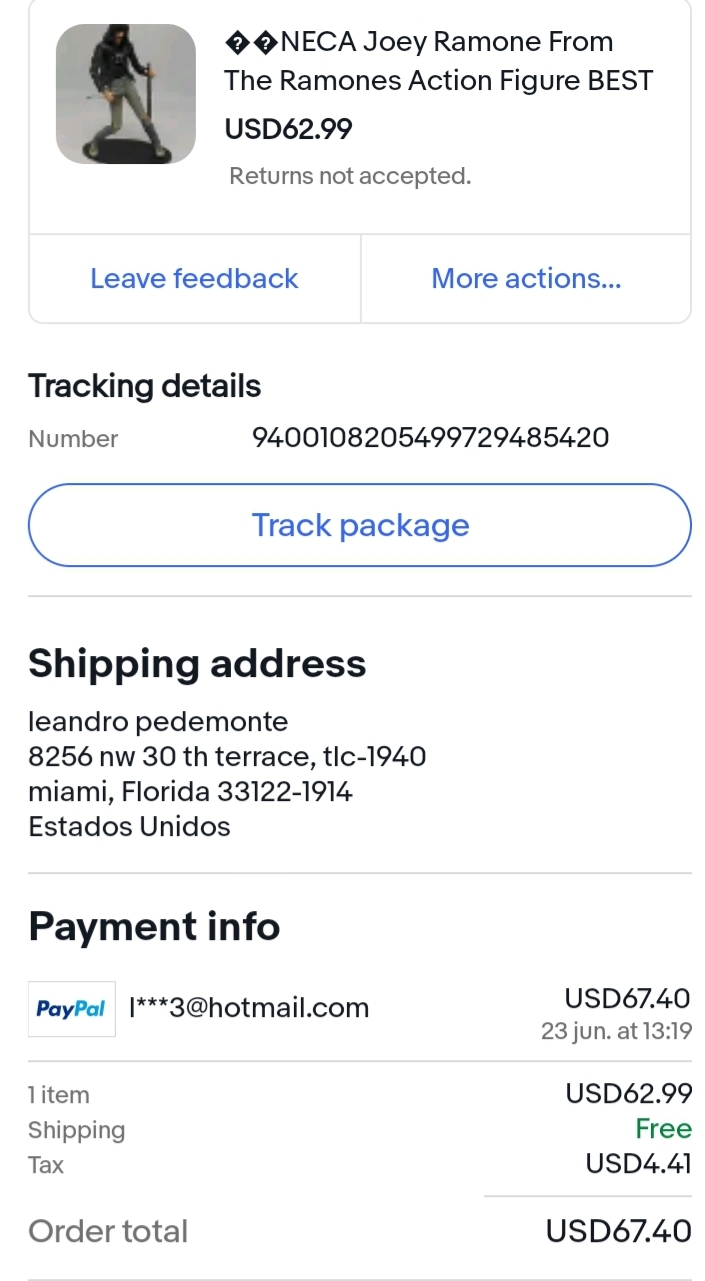 ��NECA Joey Ramone From
The Ramones Action Figure BEST
USD62.99
Returns not accepted.
Leave feedback
More actions...
Tracking details
Number 9400108205499729485420
Track package
Shipping address
leandro pedemonte
8256 nw 30 th terrace, tlc-1940
miami, Florida 33122-1914
Estados Unidos
Payment info
PayPal l***3@hotmail.com USD67.40
23 jun. at 13:19
1 item USD62.99
Shipping Free
Tax USD4.41
Order total USD67.40